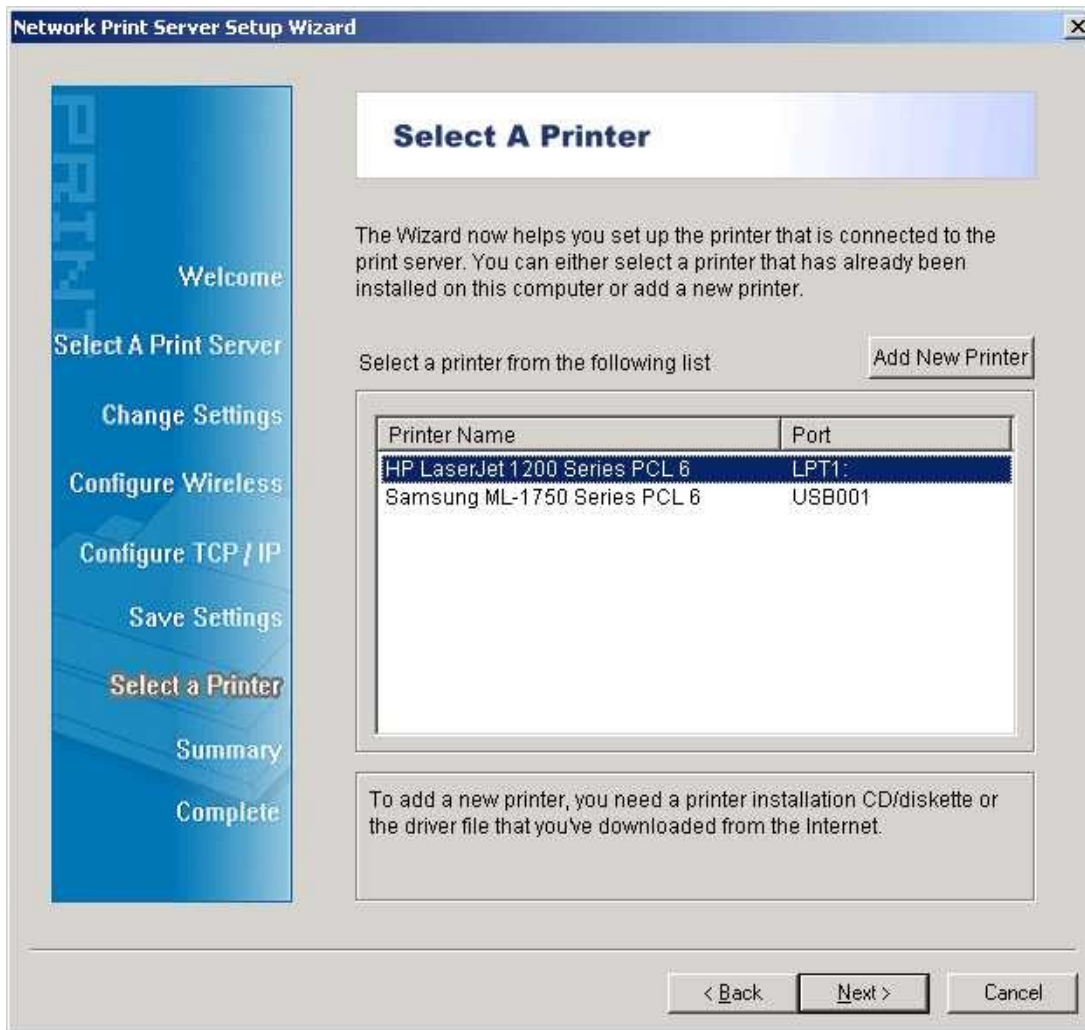 Network Print Server Setup Wizard
PRINT
Welcome
Select A Print Server
Change Settings
Configure Wireless
Configure TCP / IP
Save Settings
Select a Printer
Summary
Complete
Select A Printer
The Wizard now helps you set up the printer that is connected to the
print server. You can either select a printer that has already been
installed on this computer or add a new printer.
Select a printer from the following list
Add New Printer
Printer Name Port
HP LaserJet 1200 Series PCL 6 LPT1:
Samsung ML-1750 Series PCL 6 USB001
To add a new printer, you need a printer installation CD/diskette or
the driver file that you've downloaded from the Internet.
< Back Next > Cancel